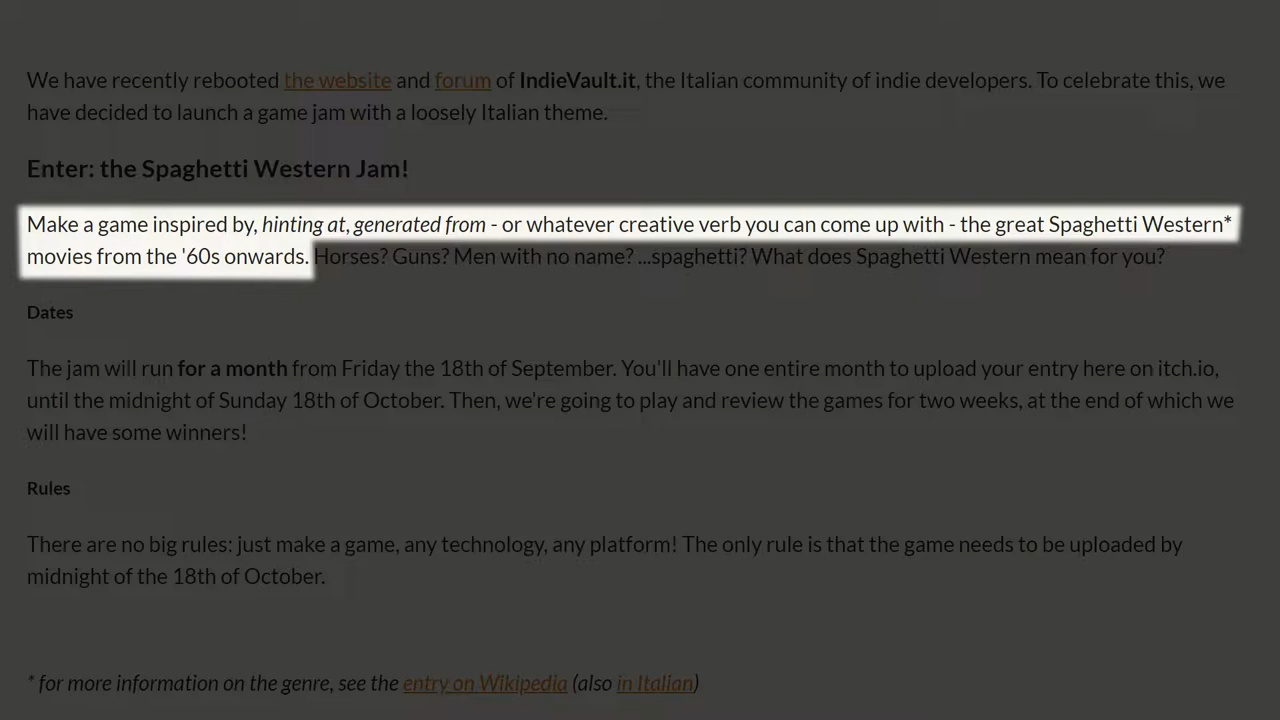 We have recently rebooted the website and forum of IndieVault.it, the Italian community of indie developers. To celebrate this, we
have decided to launch a game jam with a loosely Italian theme.
Enter: the Spaghetti Western Jam!
Make a game inspired by, hinting at, generated from - or whatever creative verb you can come up with - the great Spaghetti Western*
movies from the '60s onwards. Horses? Guns? Men with no name? ...spaghetti? What does Spaghetti Western mean for you?
Dates
The jam will run for a month from Friday the 18th of September. You'll have one entire month to upload your entry here on itch.io,
until the midnight of Sunday 18th of October. Then, we're going to play and review the games for two weeks, at the end of which we
will have some winners!
Rules
There are no big rules: just make a game, any technology, any platform! The only rule is that the game needs to be uploaded by
midnight of the 18th of October.
* for more information on the genre, see the entry on Wikipedia (also in Italian)